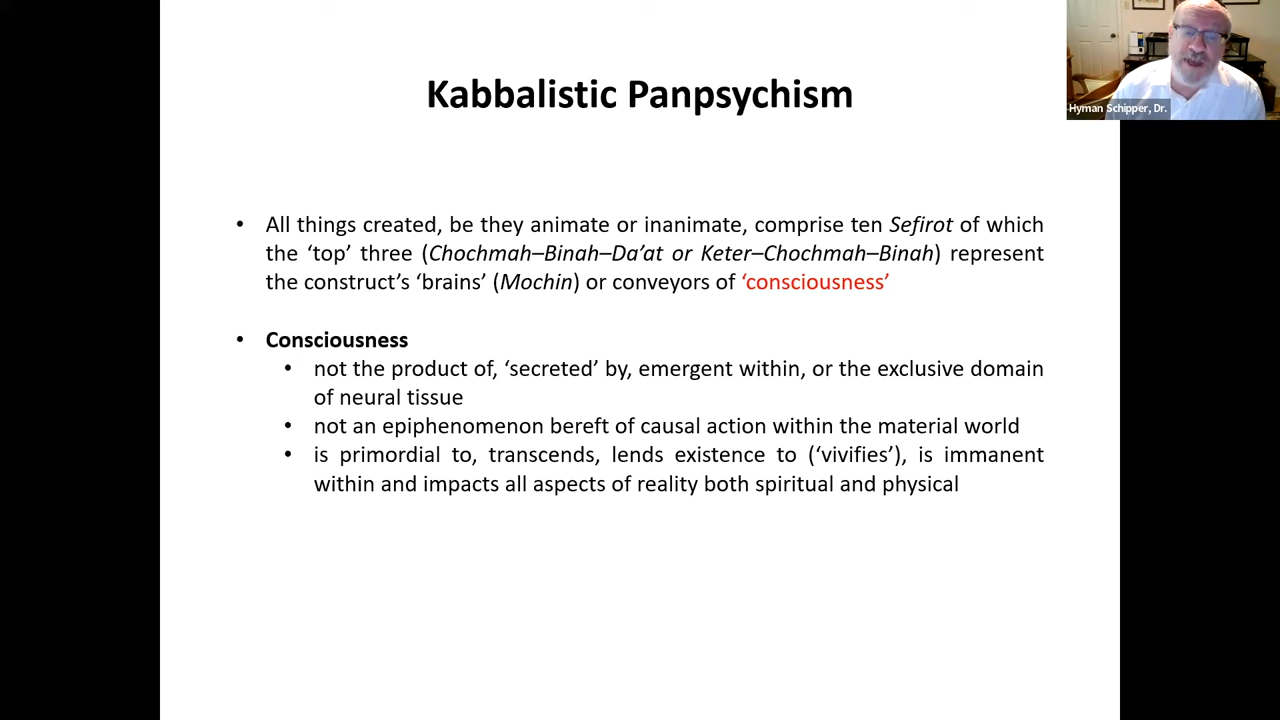 Kabbalistic Panpsychism
Hyman Schipper, Dr.
• All things created, be they animate or inanimate, comprise ten Sefirot of which
the ‘top’ three (Chochmah–Binah–Da’at or Keter–Chochmah–Binah) represent
the construct’s ‘brains’ (Mochin) or conveyors of ‘consciousness’
• Consciousness
• not the product of, ‘secreted’ by, emergent within, or the exclusive domain
of neural tissue
• not an epiphenomenon bereft of causal action within the material world
• is primordial to, transcends, lends existence to (‘vivifies’), is immanent
within and impacts all aspects of reality both spiritual and physical